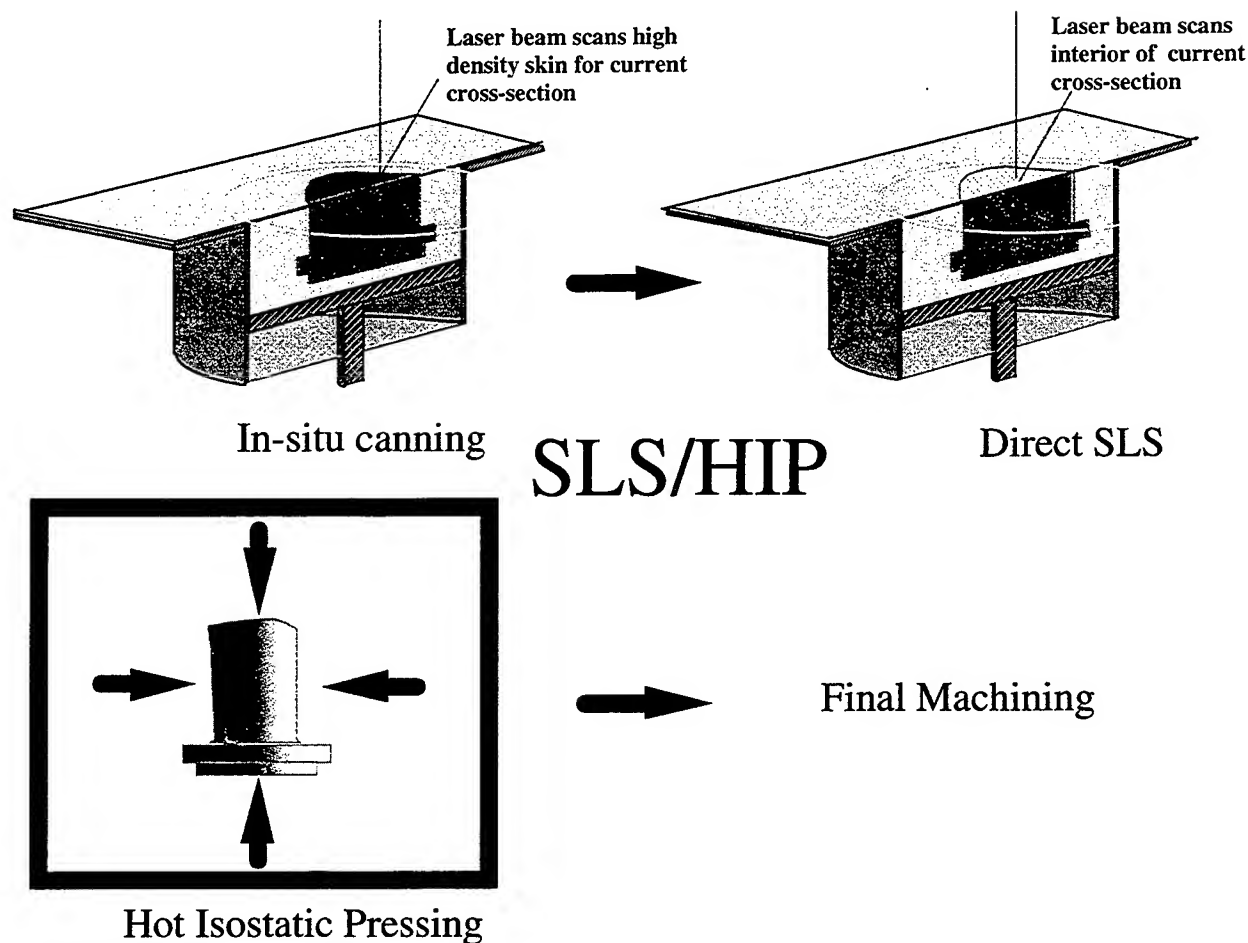 Laser beam scans high
density skin for current
cross-section
Laser beam scans
interior of current
cross-section
In-situ canning
Direct SLS
SLS/HIP
Final Machining
Hot Isostatic Pressing